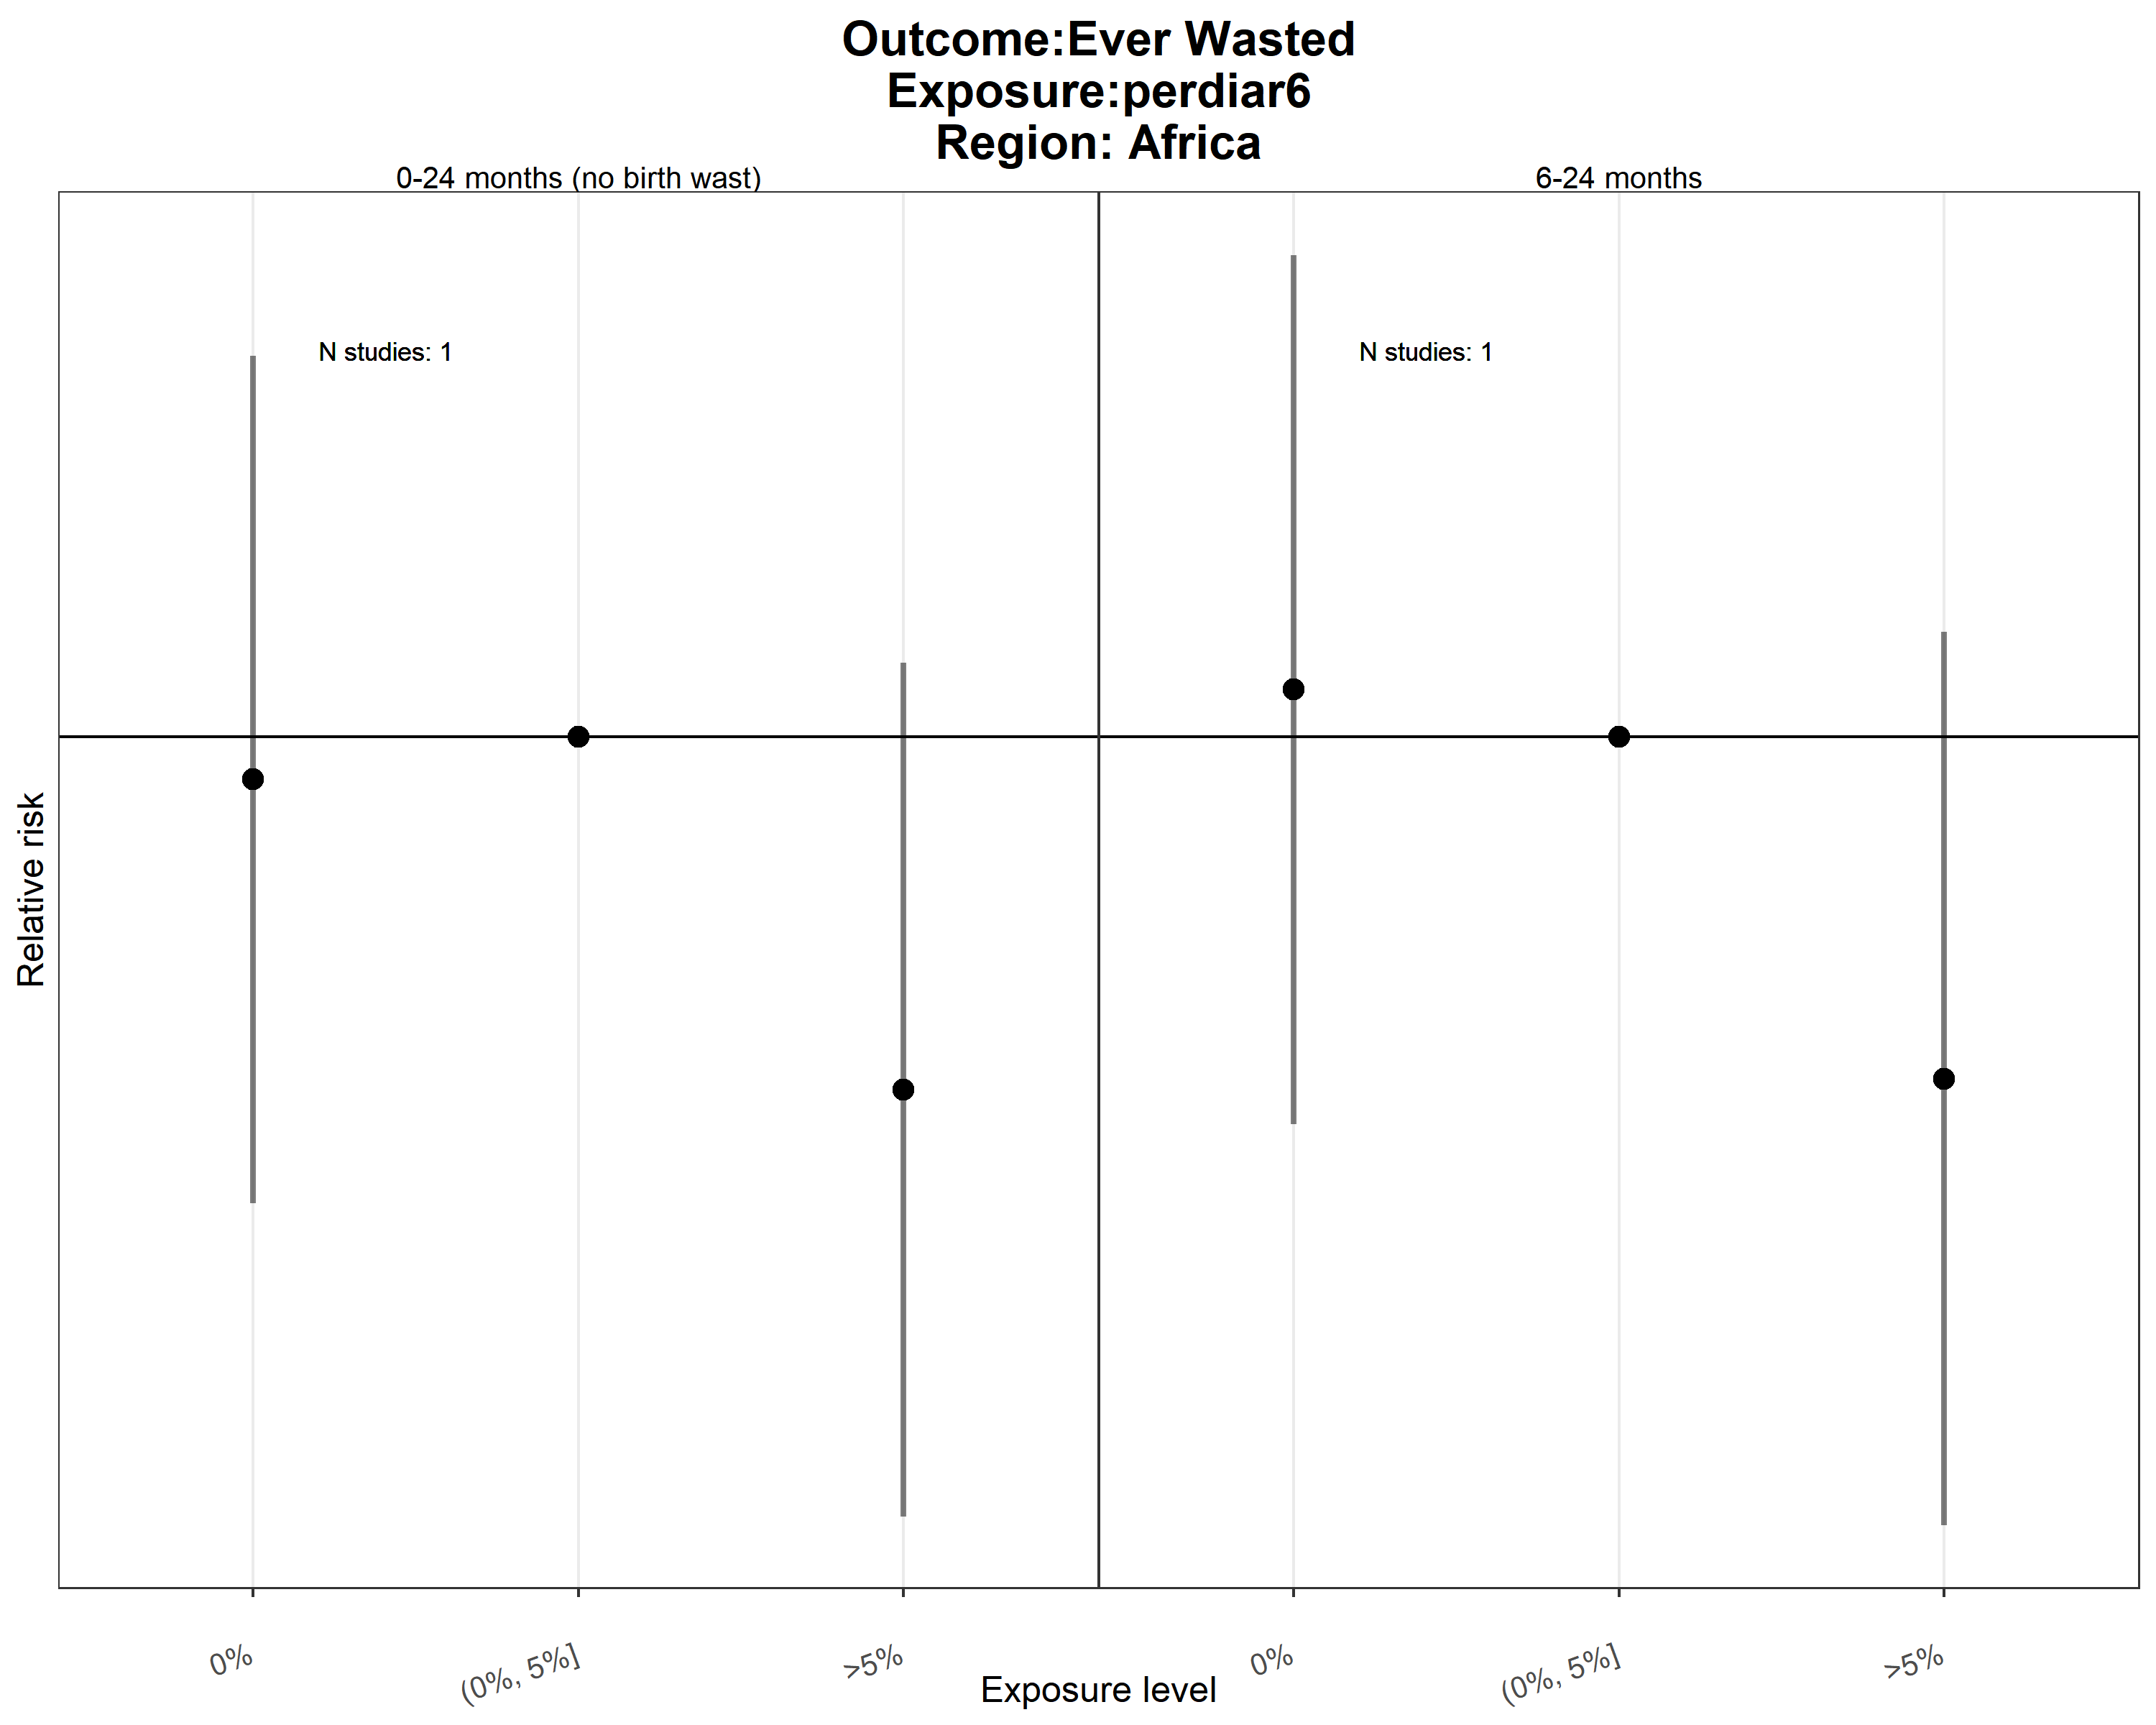 Outcome:Ever Wasted
Exposure:perdiar6
Region: Africa
0-24 months (no birth wast)
6-24 months
N studies: 1
N studies: 1
Relative risk
0%
(0%, 5%]
>5%
0%
(0%, 5%]
>5%
Exposure level